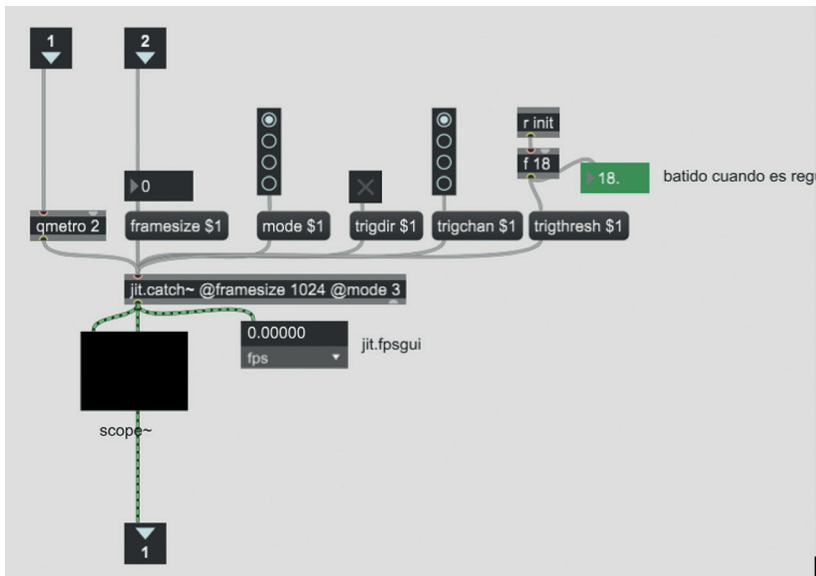 1
2
r init
f 18
18.
batido cuando es regu
0
qmetro 2
framesize $1
mode $1
trigdir $1
trigchan $1
trigthresh $1
jit.catch~ @framesize 1024 @mode 3
0.00000
fps
jit.fpsgui
scope~
1